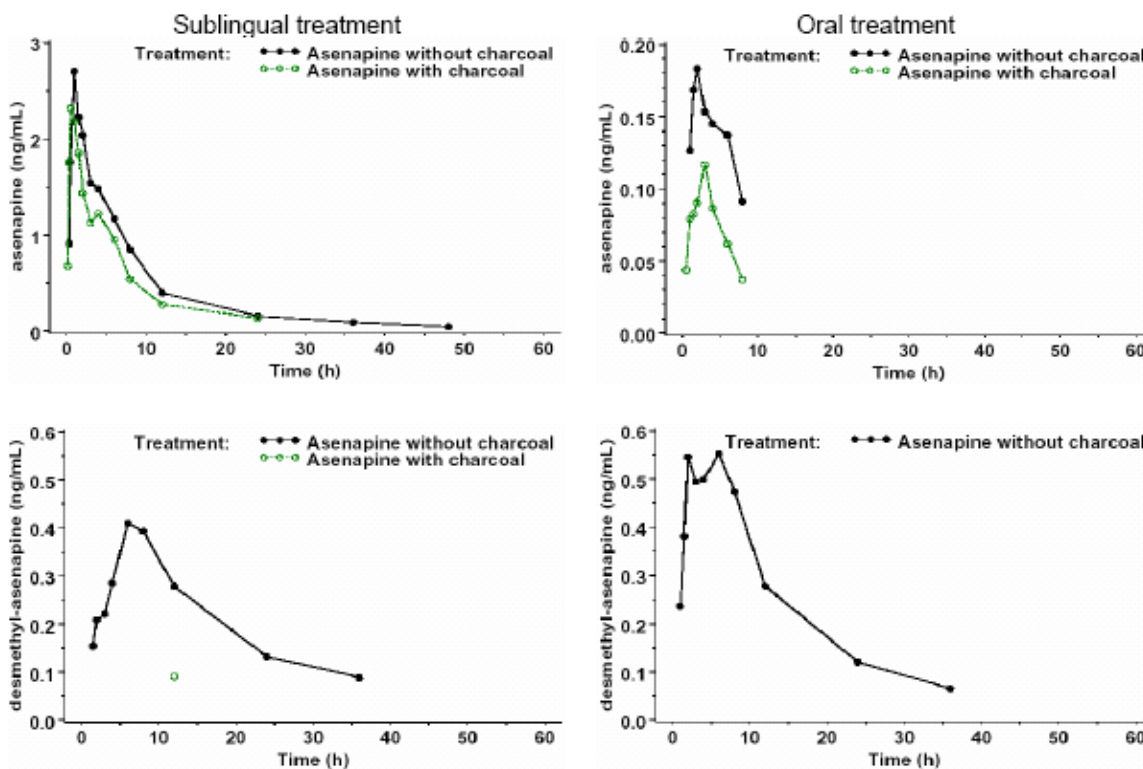 Sublingual treatment
Treatment: Asenapine without charcoal
Asenapine with charcoal
asenapine (ng/mL)
3
2
1
0
0 10 20 30 40 50 60
Time (h)
Oral treatment
Treatment: Asenapine without charcoal
Asenapine with charcoal
asenapine (ng/mL)
0.20
0.15
0.10
0.05
0.00
0 10 20 30 40 50 60
Time (h)
Treatment: Asenapine without charcoal
Asenapine with charcoal
desmethyl-asenapine (ng/mL)
0.6
0.5
0.4
0.3
0.2
0.1
0.0
0 10 20 30 40 50 60
Time (h)
Treatment: Asenapine without charcoal
desmethyl-asenapine (ng/mL)
0.6
0.5
0.4
0.3
0.2
0.1
0.0
0 10 20 30 40 50 60
Time (h)